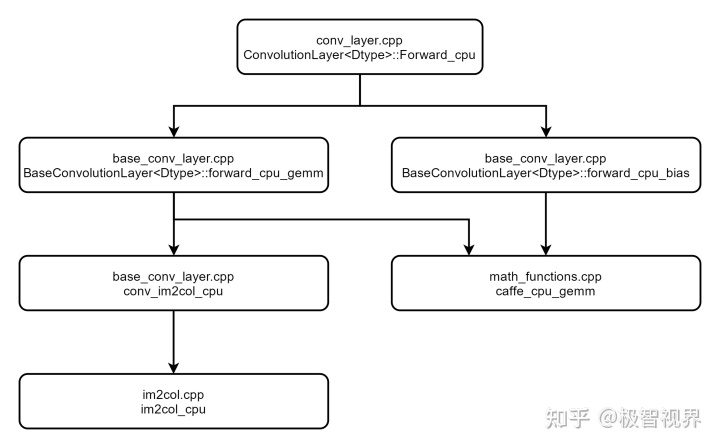 conv_layer.cpp
ConvolutionLayer<Dtype>::Forward_cpu
base_conv_layer.cpp
BaseConvolutionLayer<Dtype>::forward_cpu_gemm
base_conv_layer.cpp
BaseConvolutionLayer<Dtype>::forward_cpu_bias
base_conv_layer.cpp
conv_im2col_cpu
math_functions.cpp
caffe_cpu_gemm
im2col.cpp
im2col_cpu
知乎 @极智视界